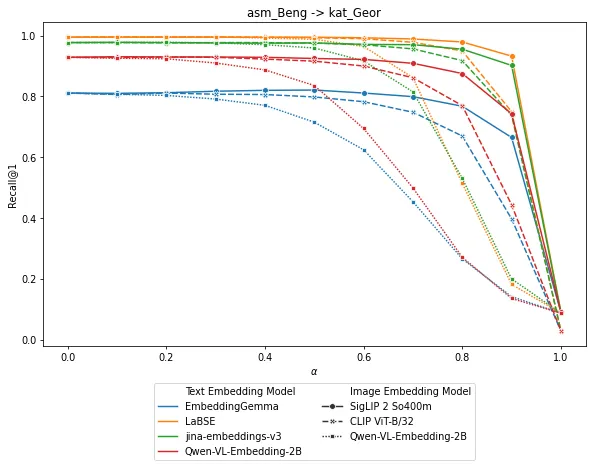 asm_Beng -> kat_Geor
1.0
0.8
0.6
0.4
0.2
0.0
Recall@1
0.0 0.2 0.4 0.6 0.8 1.0
α
Text Embedding Model
EmbeddingGemma
LaBSE
jina-embeddings-v3
Qwen-VL-Embedding-2B
Image Embedding Model
SigLIP 2 So400m
CLIP ViT-B/32
Qwen-VL-Embedding-2B